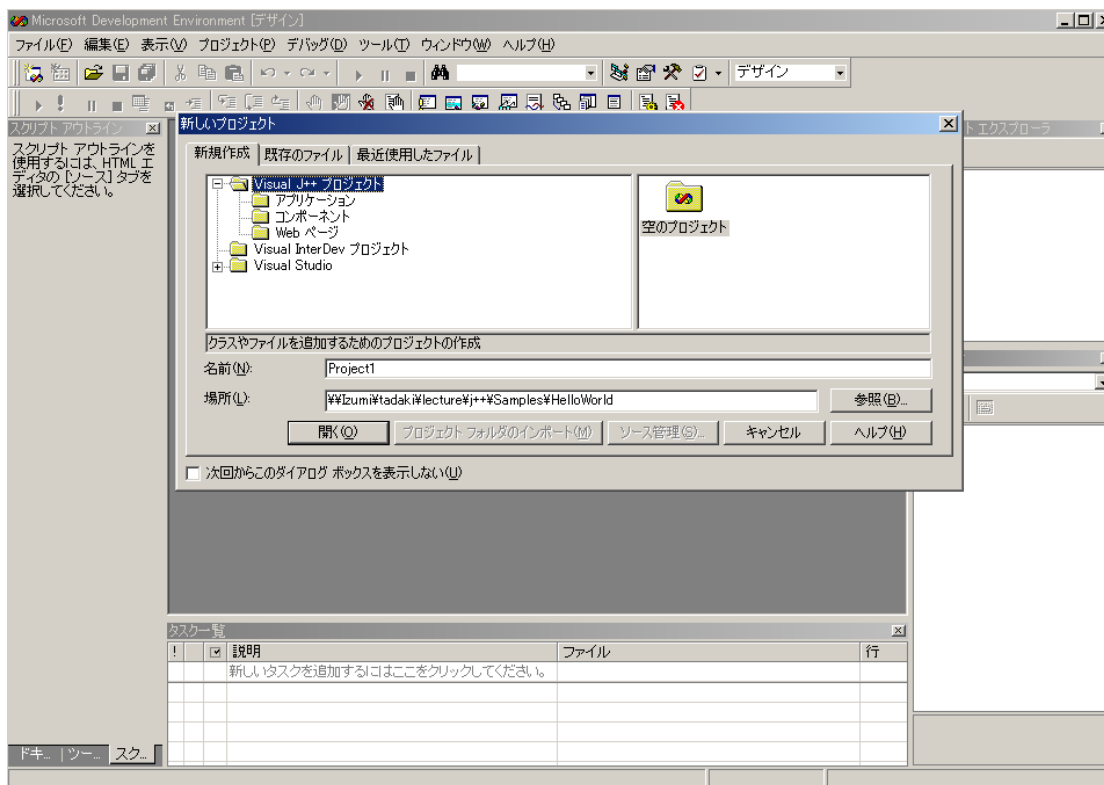 Microsoft Development Environment [デザイン]
ファイル(F) 編集(E) 表示(V) プロジェクト(P) デバッグ(D) ツール(T) ウィンドウ(W) ヘルプ(H)
デザイン
スクリプト アウトライン
スクリプト アウトラインを
使用するには、HTML エ
ディタの [ソース] タブを
選択してください。
ト エクスプローラ
新しいプロジェクト
新規作成 既存のファイル 最近使用したファイル
Visual J++ プロジェクト
アプリケーション
コンポーネント
Web ページ
Visual InterDev プロジェクト
Visual Studio
空のプロジェクト
クラスやファイルを追加するためのプロジェクトの作成
名前(N): Project1
場所(L): ¥¥Izumi¥tadaki¥lecture¥j++¥Samples¥HelloWorld 参照(B)...
開く(O) プロジェクト フォルダのインポート(M) ソース管理(S)... キャンセル ヘルプ(H)
次回からこのダイアログ ボックスを表示しない(U)
タスク一覧
! 説明 ファイル 行
新しいタスクを追加するにはここをクリックしてください。
ドキ... ツー... スク...